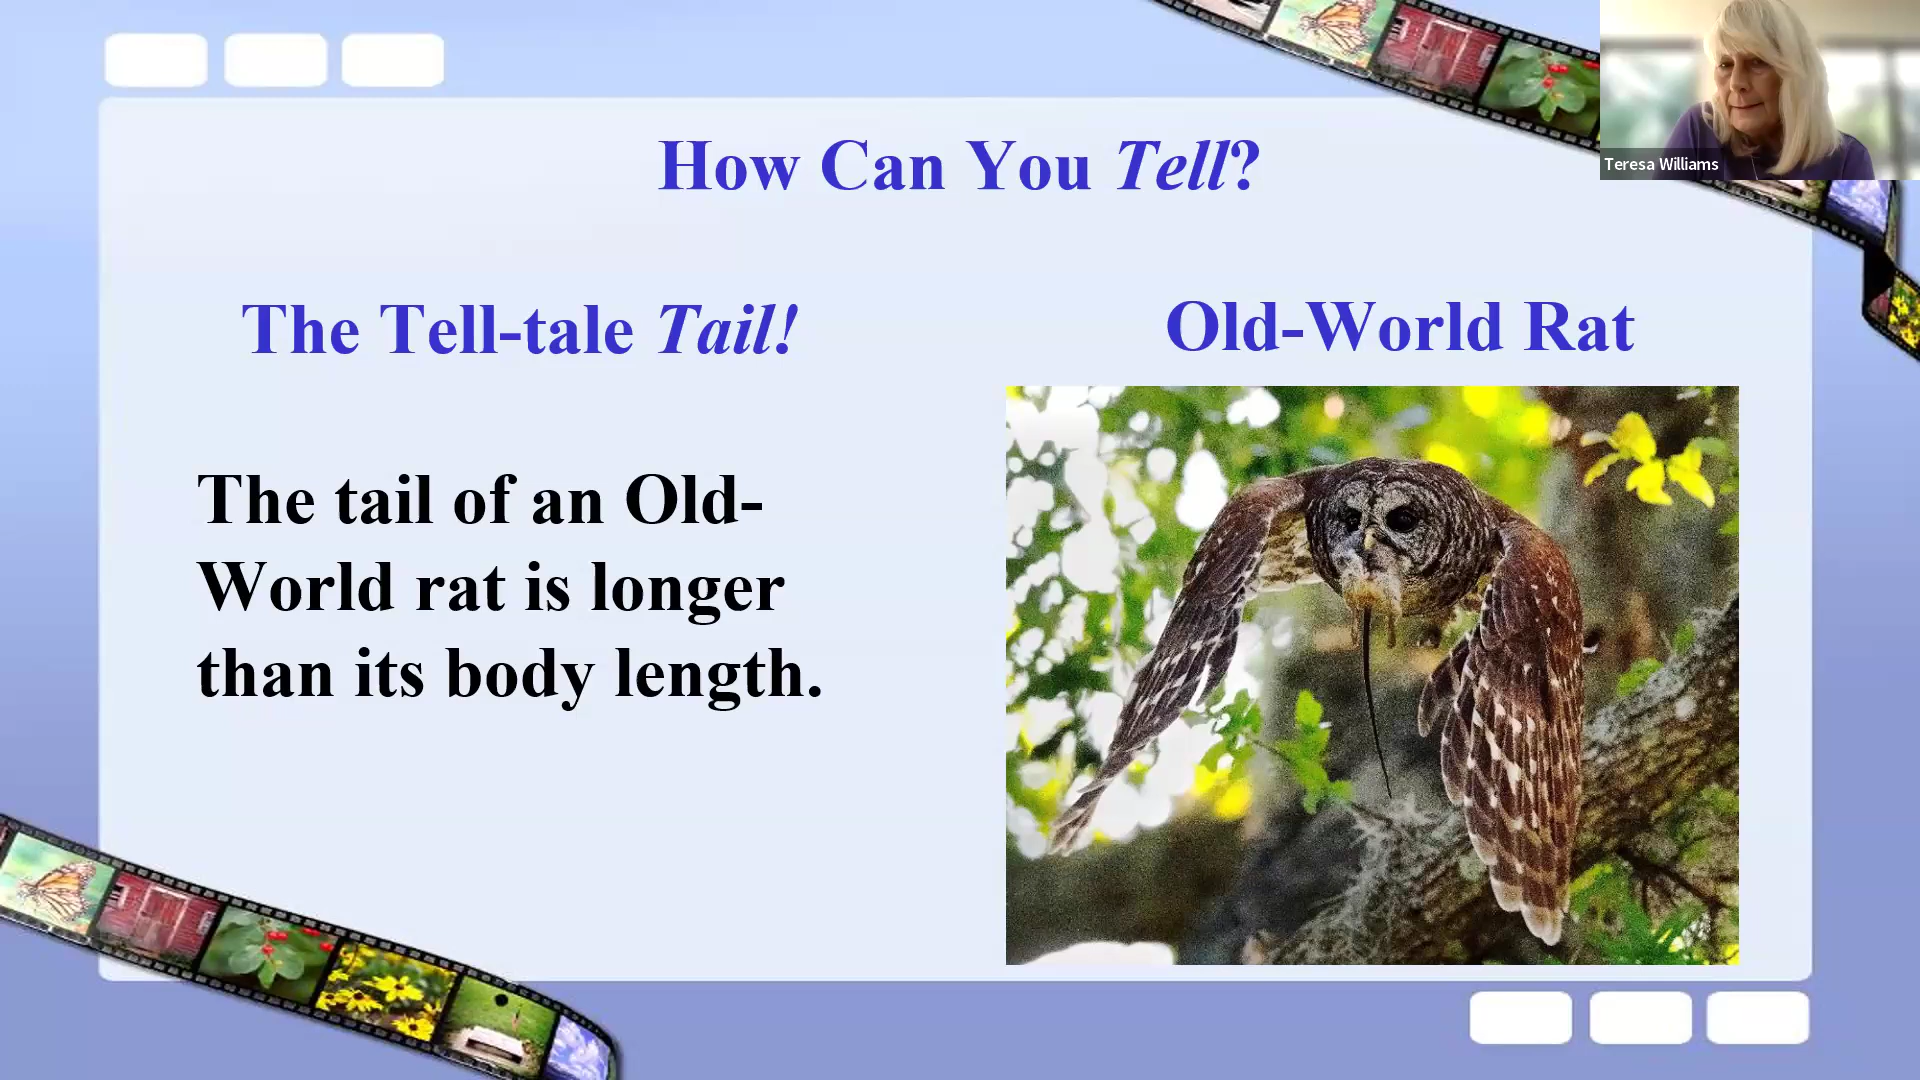 How Can You Tell?
Teresa Williams
The Tell-tale Tail!
Old-World Rat
The tail of an Old-
World rat is longer
than its body length.